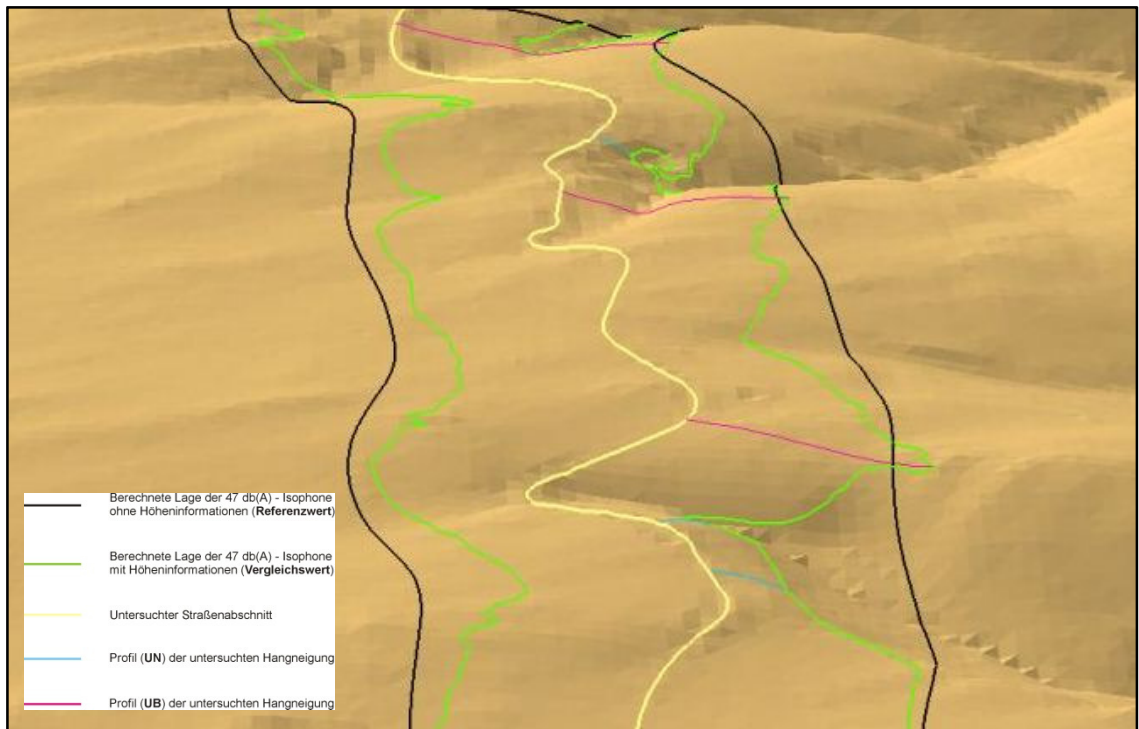 Berechnete Lage der 47 db(A) - Isophone
ohne Höheninformationen (Referenzwert)
Berechnete Lage der 47 db(A) - Isophone
mit Höheninformationen (Vergleichswert)
Untersuchter Straßenabschnitt
Profil (UN) der untersuchten Hangneigung
Profil (UB) der untersuchten Hangneigung